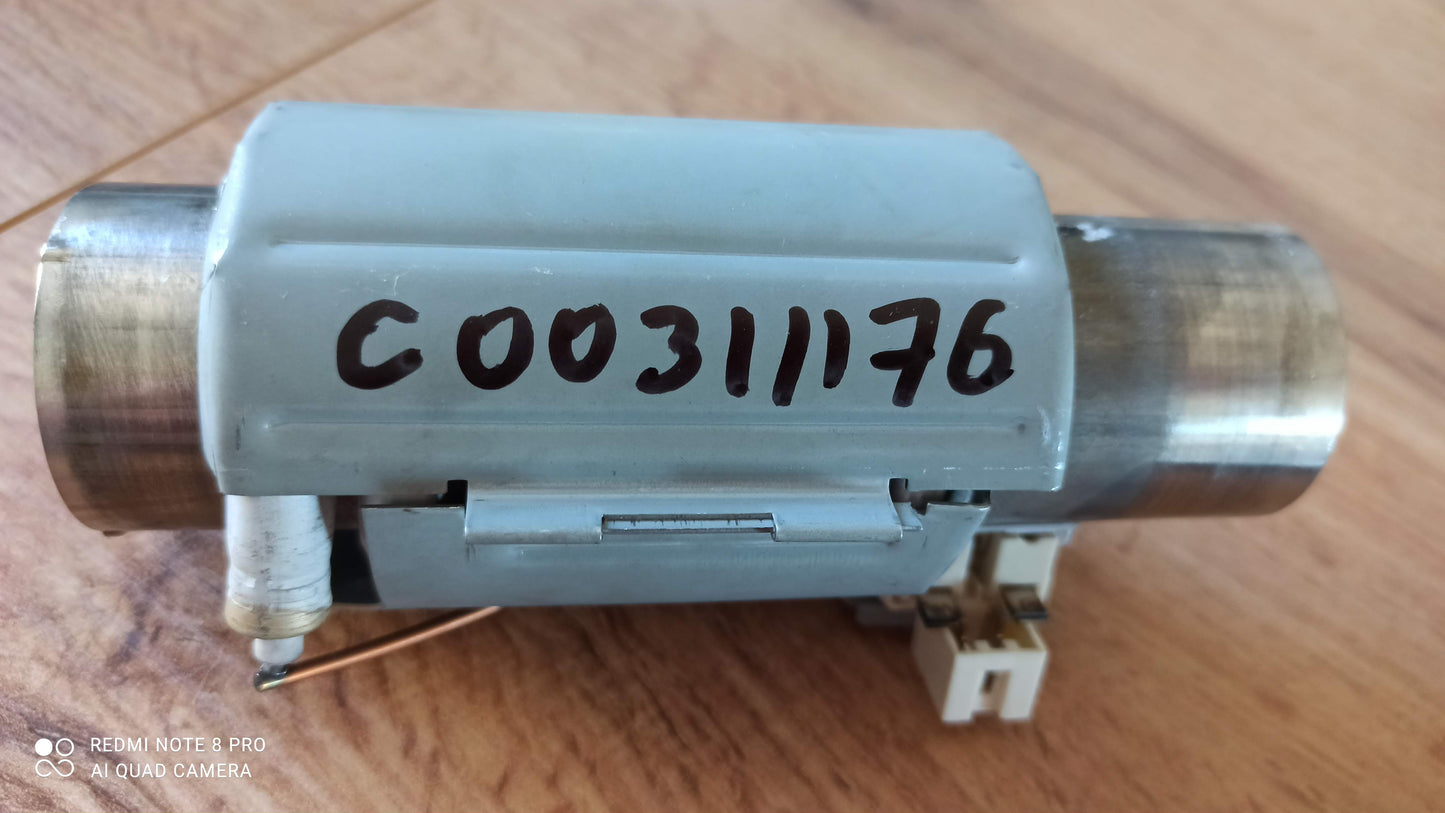 C00311176
REDMI NOTE 8 PRO
AI QUAD CAMERA